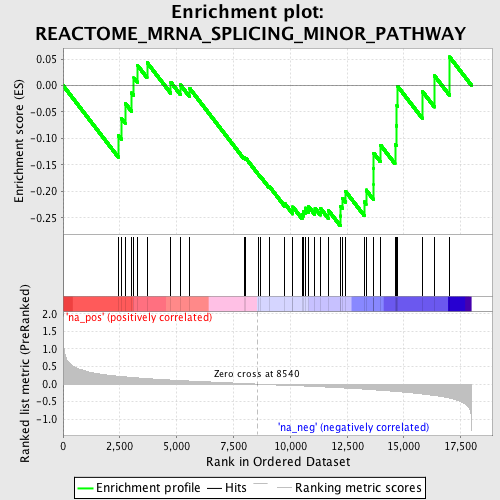 Enrichment plot:
REACTOME_MRNA_SPLICING_MINOR_PATHWAY
Enrichment score (ES)
0.05
0.00
-0.05
-0.10
-0.15
-0.20
-0.25
'na_pos' (positively correlated)
Ranked list metric (PreRanked)
2.0
1.5
1.0
0.5
0.0
-0.5
-1.0
Zero cross at 8540
'na_neg' (negatively correlated)
0
2,500
5,000
7,500
10,000
12,500
15,000
17,500
Rank in Ordered Dataset
Enrichment profile
Hits
Ranking metric scores